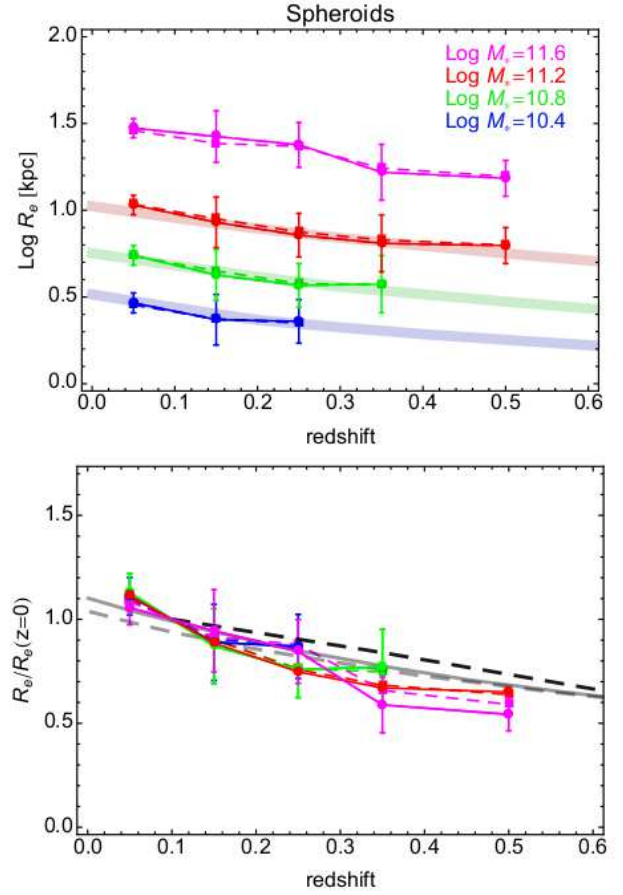 Spheroids
2.0
Log M*=11.6
Log M*=11.2
Log M*=10.8
Log M*=10.4
1.5
1.0
0.5
0.0
Log Re [kpc]
0.0 0.1 0.2 0.3 0.4 0.5 0.6
redshift
1.5
1.0
0.5
0.0
Re/Re(z=0)
0.0 0.1 0.2 0.3 0.4 0.5 0.6
redshift